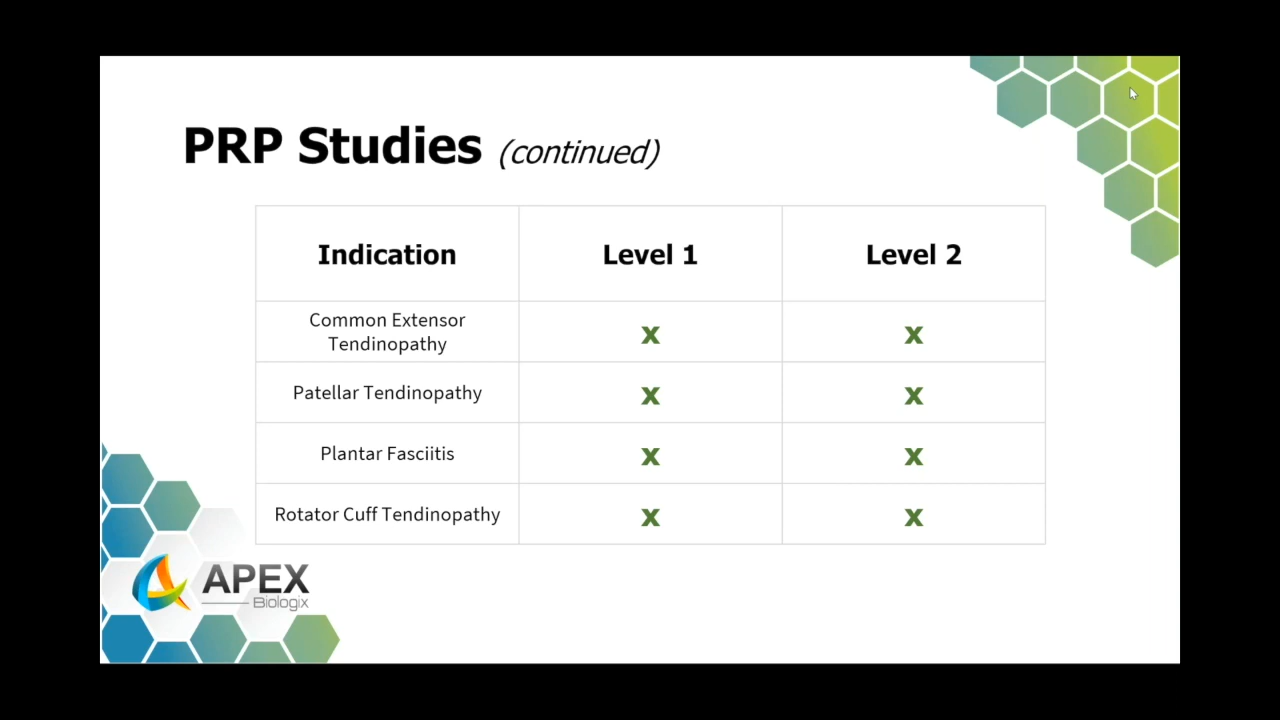 PRP Studies (continued)
Indication Level 1 Level 2
Common Extensor
Tendinopathy x x
Patellar Tendinopathy x x
Plantar Fasciitis x x
Rotator Cuff Tendinopathy x x
APEX
Biologix